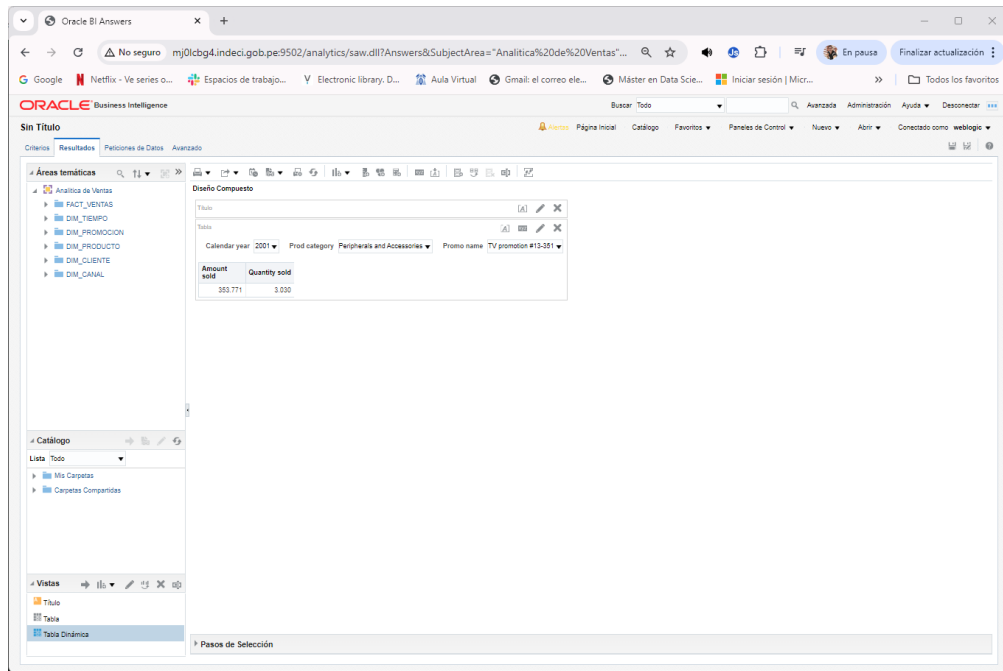 Oracle BI Answers
No seguro mj0lcbg4.indeci.gob.pe:9502/analytics/saw.dll?Answers&SubjectArea="Analitica%20de%20Ventas"... En pausa Finalizar actualización
Google Netflix - Ve series o... Espacios de trabajo... Electronic library. D... Aula Virtual Gmail: el correo ele... Máster en Data Scie... Iniciar sesión | Micr... » Todos los favoritos
ORACLE Business Intelligence Buscar Todo Avanzada Administración Ayuda Desconectar
Sin Título Alertas Página Inicial Catálogo Favoritos Paneles de Control Nuevo Abrir Conectado como weblogic
Criterios Resultados Peticiones de Datos Avanzado
Áreas temáticas
Diseño Compuesto
Analitica de Ventas
FACT_VENTAS
DIM_TIEMPO
DIM_PROMOCION
DIM_PRODUCTO
DIM_CLIENTE
DIM_CANAL
Título
Tabla
Calendar year 2001 Prod category Peripherals and Accessories Promo name TV promotion #13-351
Amount sold Quantity sold
353.771 3.030
Catálogo
Lista Todo
Mis Carpetas
Carpetas Compartidas
Vistas
Título
Tabla
Tabla Dinámica
Pasos de Selección